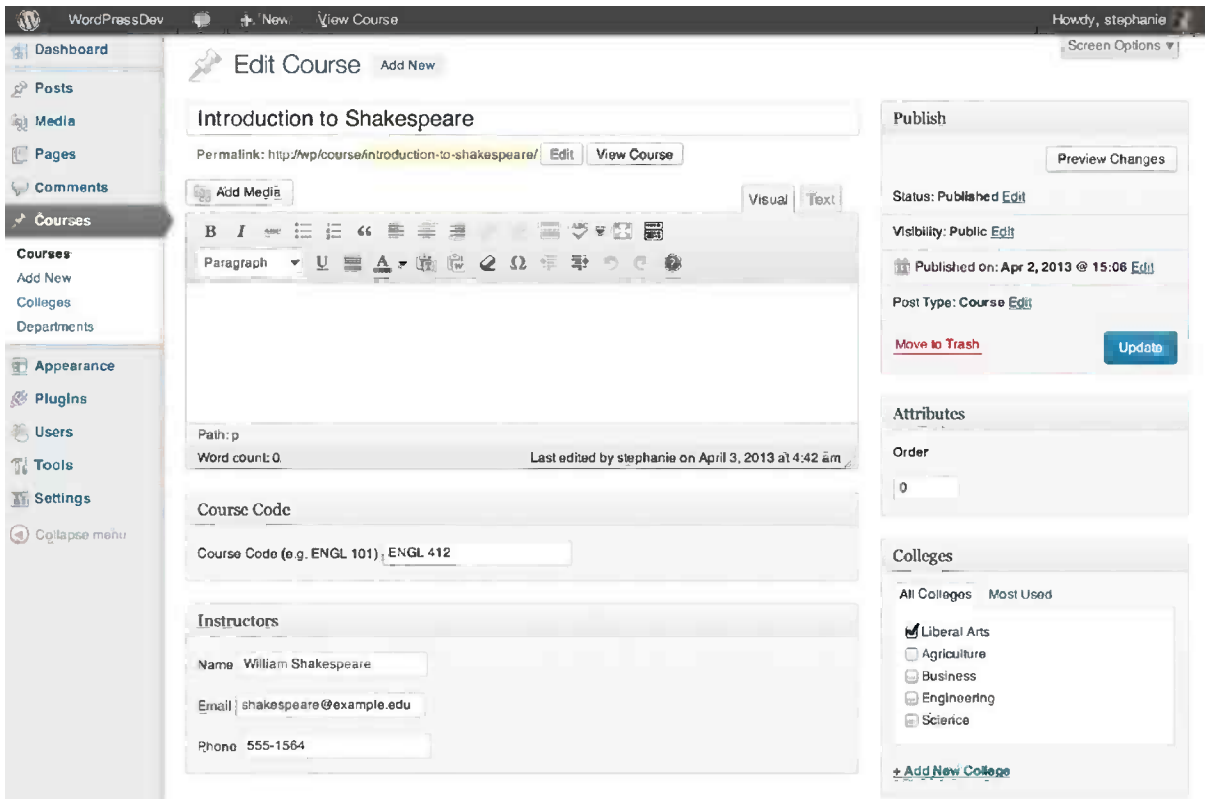 WordPressDev + New View Course Howdy, stephanie
Screen Options
Dashboard
Posts
Media
Pages
Comments
Courses
Courses
Add New
Colleges
Departments
Appearance
Plugins
Users
Tools
Settings
Collapse menu
Edit Course Add New
Introduction to Shakespeare
Permalink: http://wp/course/introduction-to-shakespeare/ Edit View Course
Add Media
Visual Text
B I ABC
Paragraph U A Ω
Path: p
Word count: 0 Last edited by stephanie on April 3, 2013 at 4:42 am
Course Code
Course Code (e.g. ENGL 101) ENGL 412
Instructors
Name William Shakespeare
Email shakespeare@example.edu
Phone 555-1564
Publish
Preview Changes
Status: Published Edit
Visibility: Public Edit
Published on: Apr 2, 2013 @ 15:06 Edit
Post Type: Course Edit
Move to Trash Update
Attributes
Order
0
Colleges
All Colleges Most Used
Liberal Arts
Agriculture
Business
Engineering
Science
+ Add New College